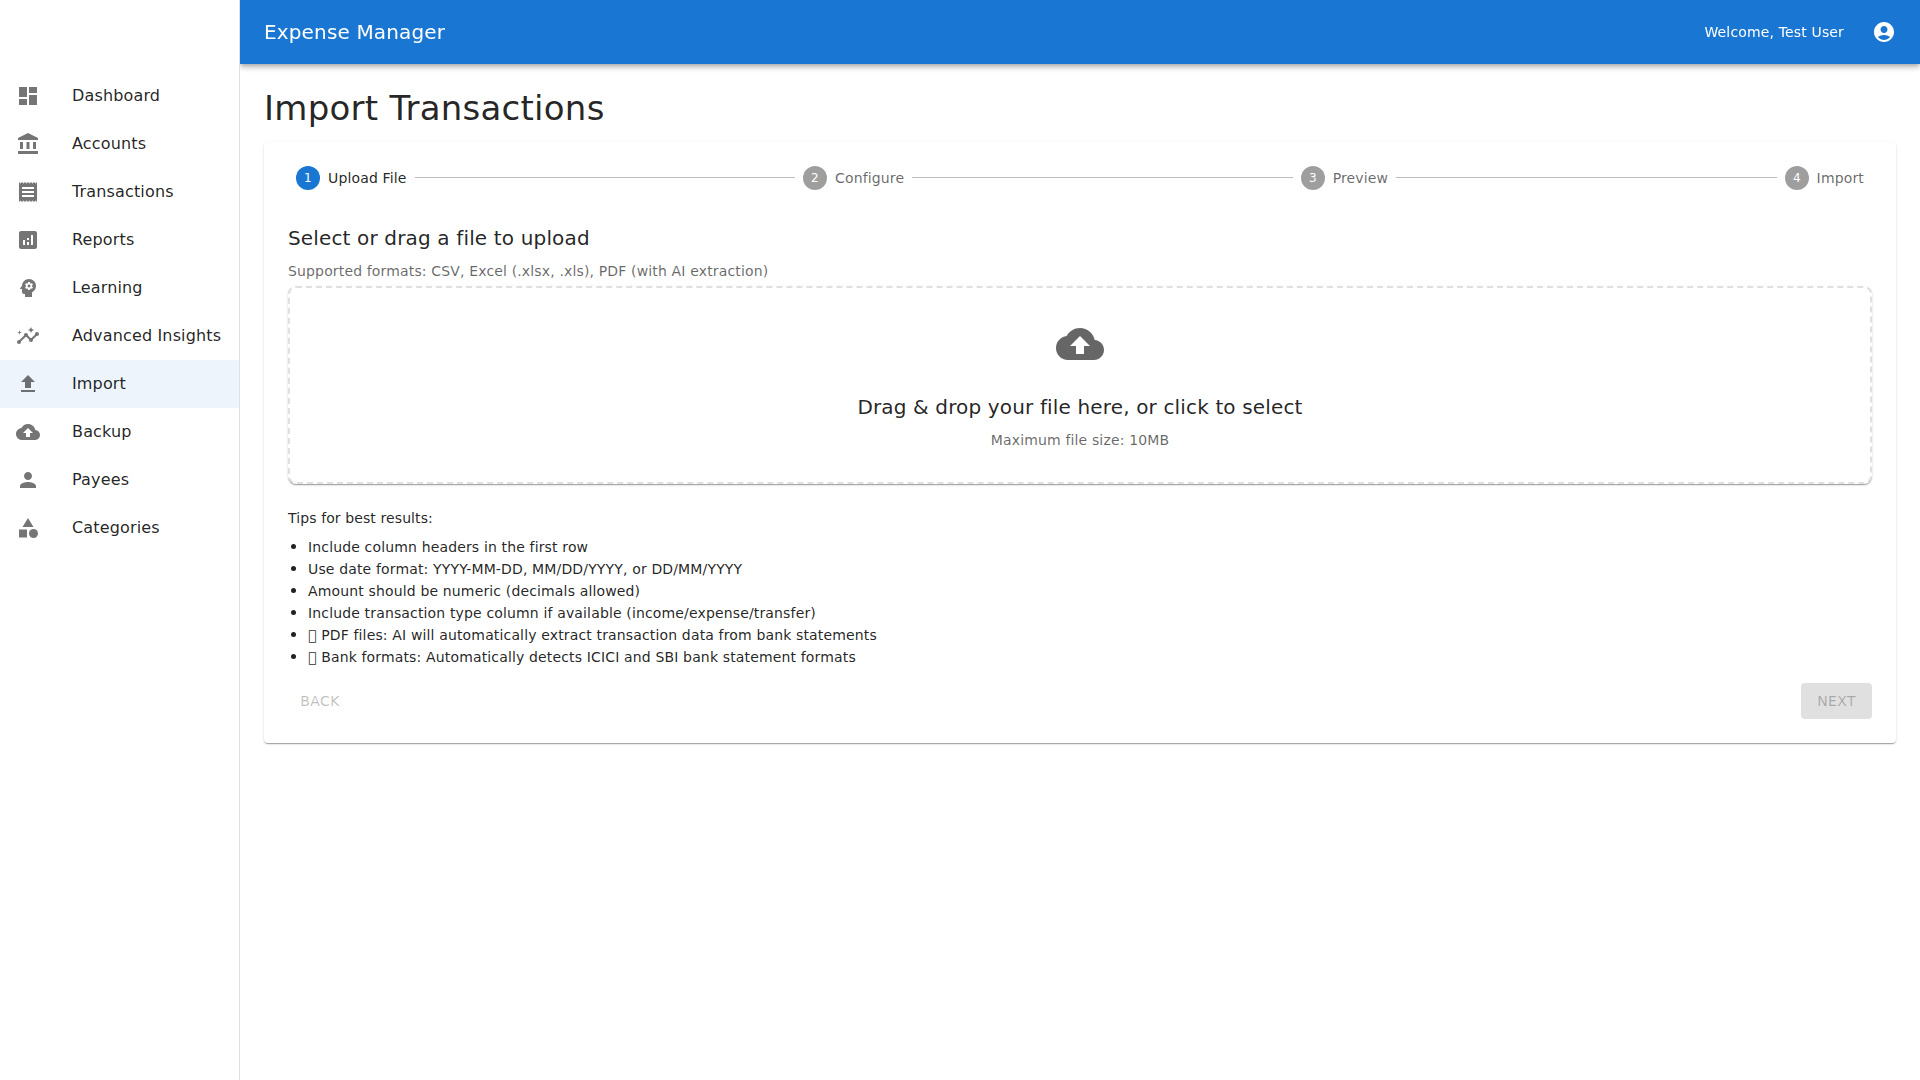 Expense Manager
Welcome, Test User
Dashboard
Accounts
Transactions
Reports
Learning
Advanced Insights
Import
Backup
Payees
Categories
Import Transactions
1 Upload File
2 Configure
3 Preview
4 Import
Select or drag a file to upload
Supported formats: CSV, Excel (.xlsx, .xls), PDF (with AI extraction)
Drag & drop your file here, or click to select
Maximum file size: 10MB
Tips for best results:
• Include column headers in the first row
• Use date format: YYYY-MM-DD, MM/DD/YYYY, or DD/MM/YYYY
• Amount should be numeric (decimals allowed)
• Include transaction type column if available (income/expense/transfer)
• PDF files: AI will automatically extract transaction data from bank statements
• Bank formats: Automatically detects ICICI and SBI bank statement formats
BACK
NEXT